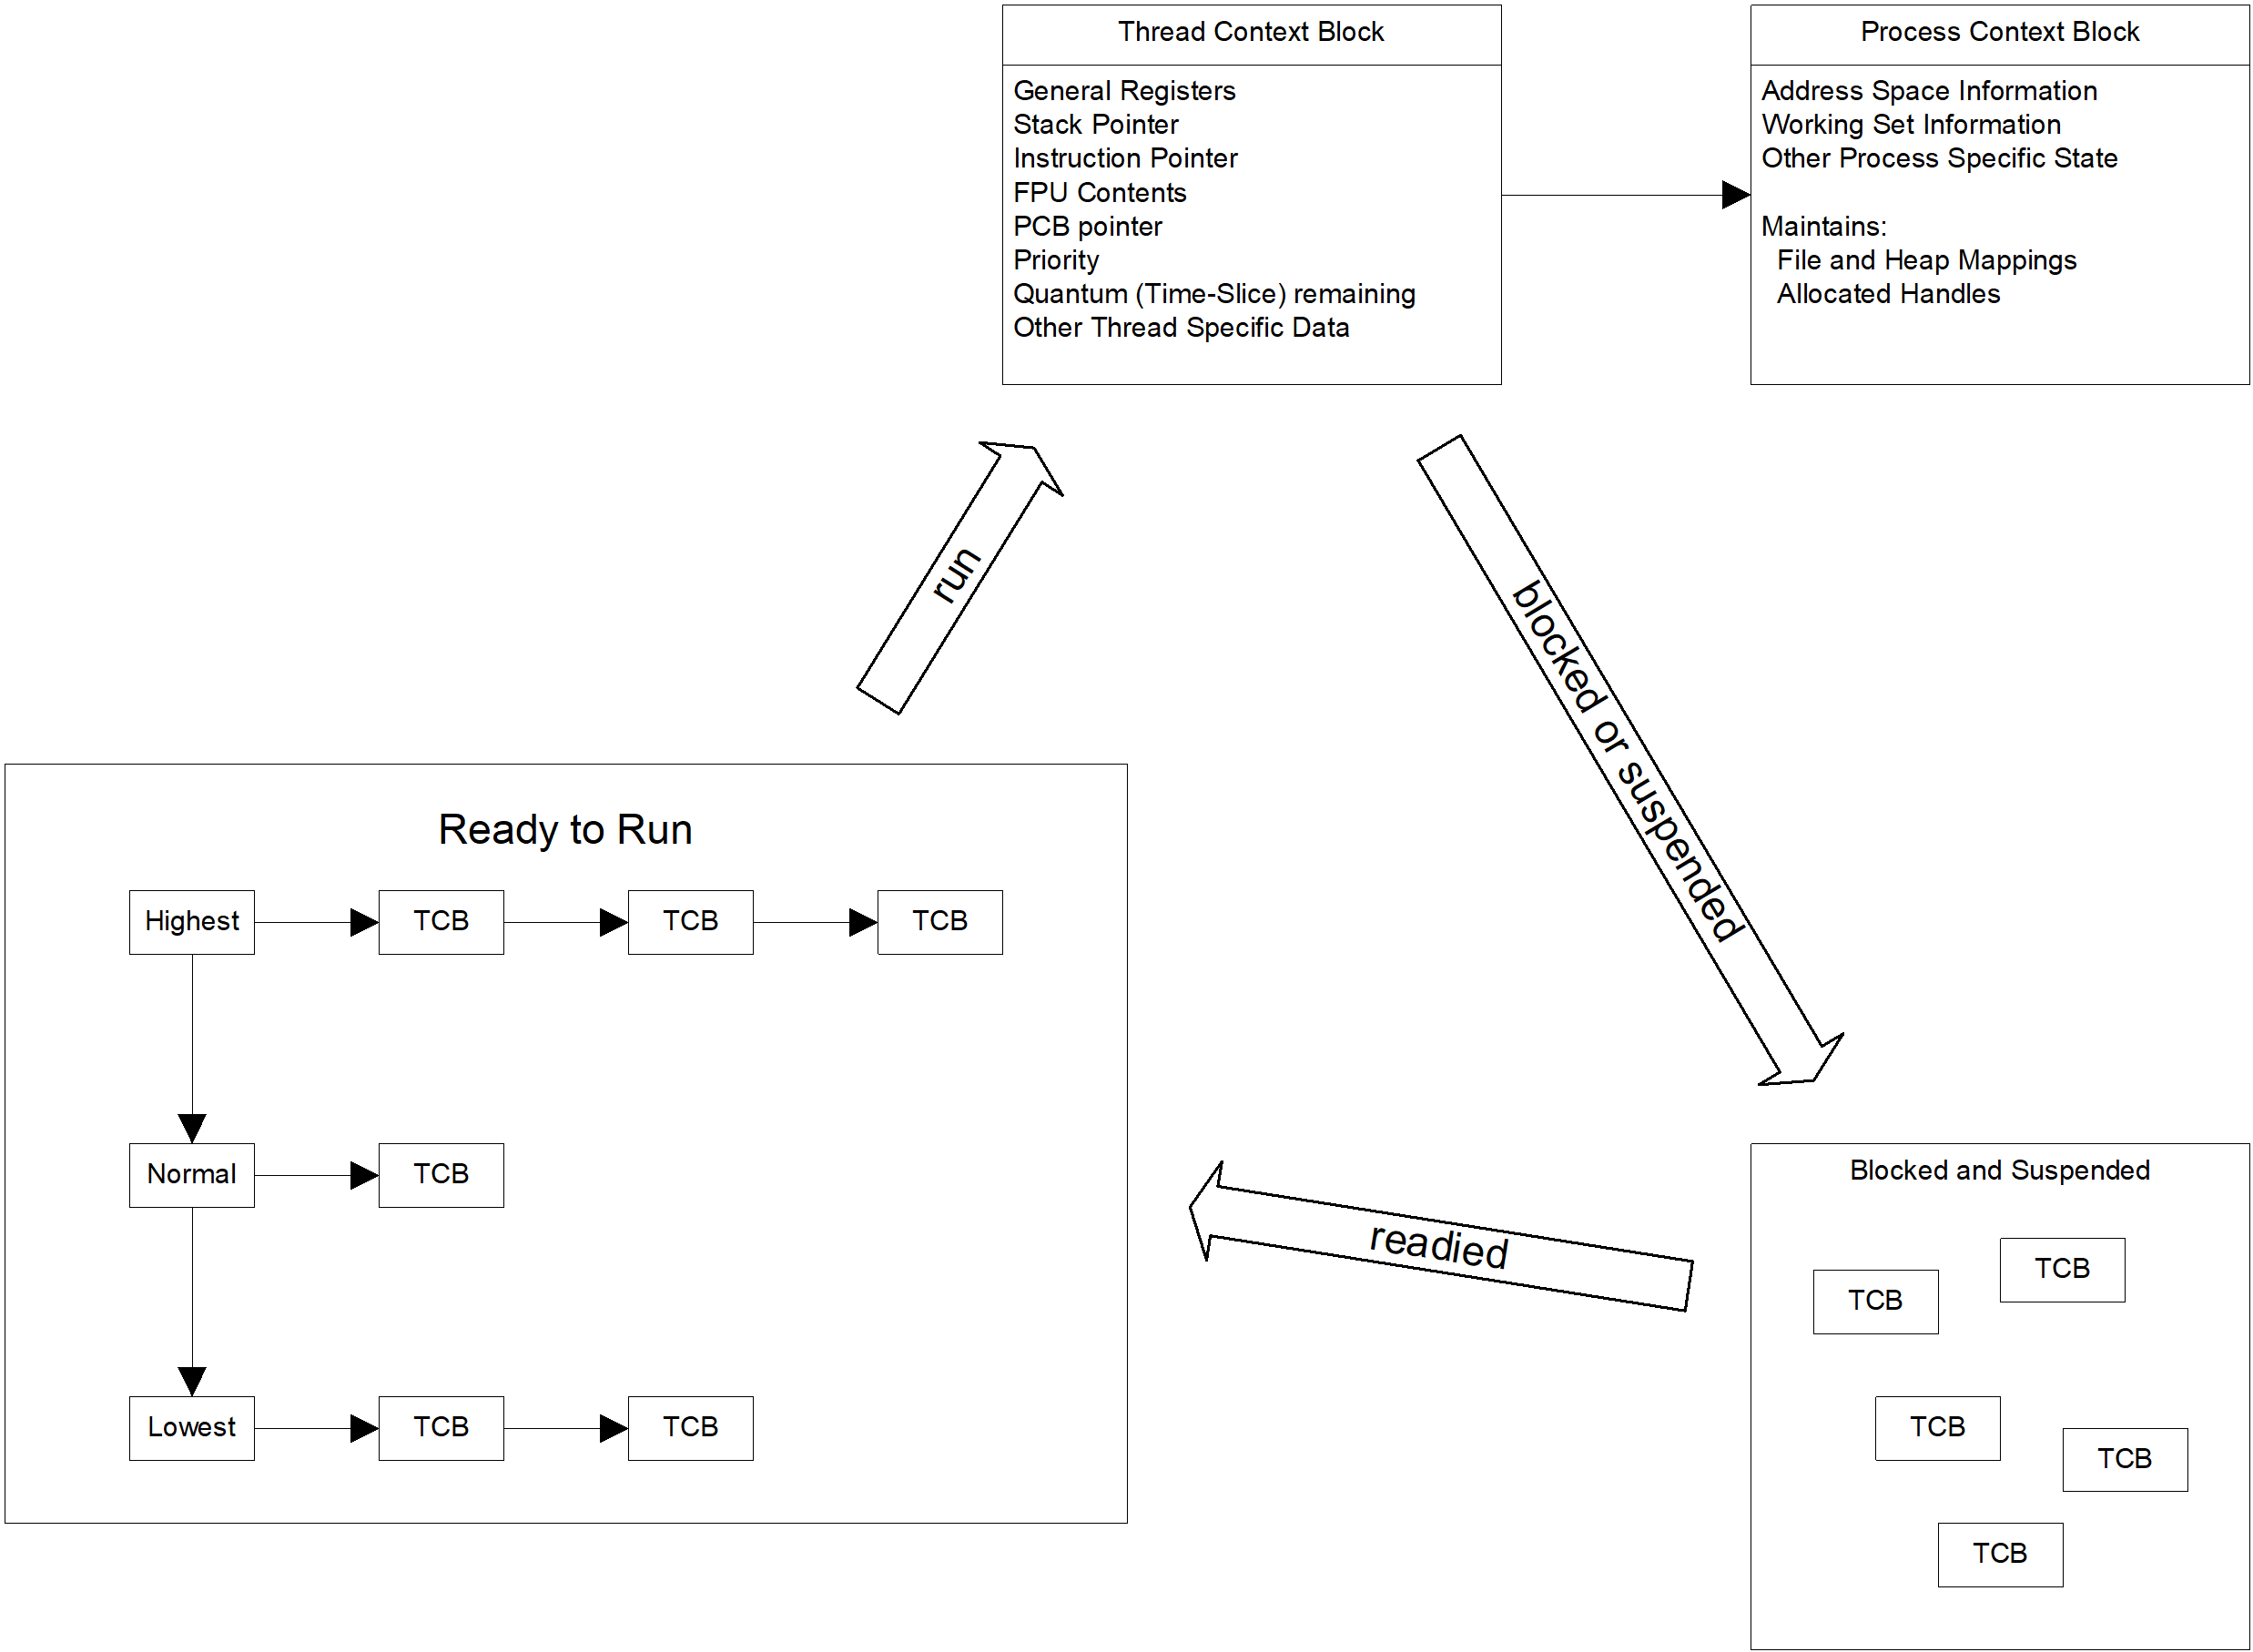 Thread Context Block
General Registers
Stack Pointer
Instruction Pointer
FPU Contents
PCB pointer
Priority
Quantum (Time-Slice) remaining
Other Thread Specific Data
Process Context Block
Address Space Information
Working Set Information
Other Process Specific State
Maintains:
File and Heap Mappings
Allocated Handles
run
blocked or suspended
Ready to Run
Highest
TCB
TCB
TCB
Normal
TCB
Lowest
TCB
TCB
readied
Blocked and Suspended
TCB
TCB
TCB
TCB
TCB